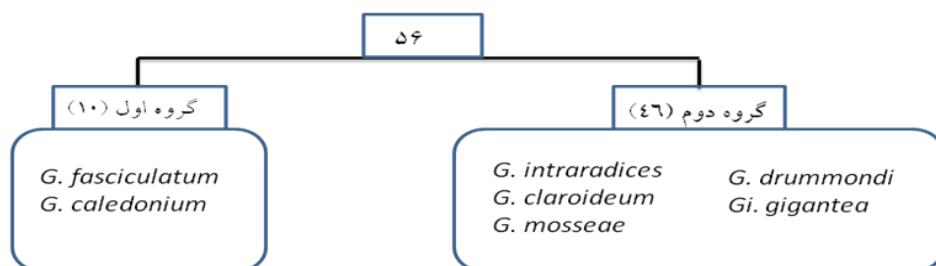 ۵۶
گروه اول (۱۰)
گروه دوم (٤٦)
G. fasciculatum
G. caledonium
G. intraradices
G. claroideum
G. mosseae
G. drummondi
Gi. gigantea